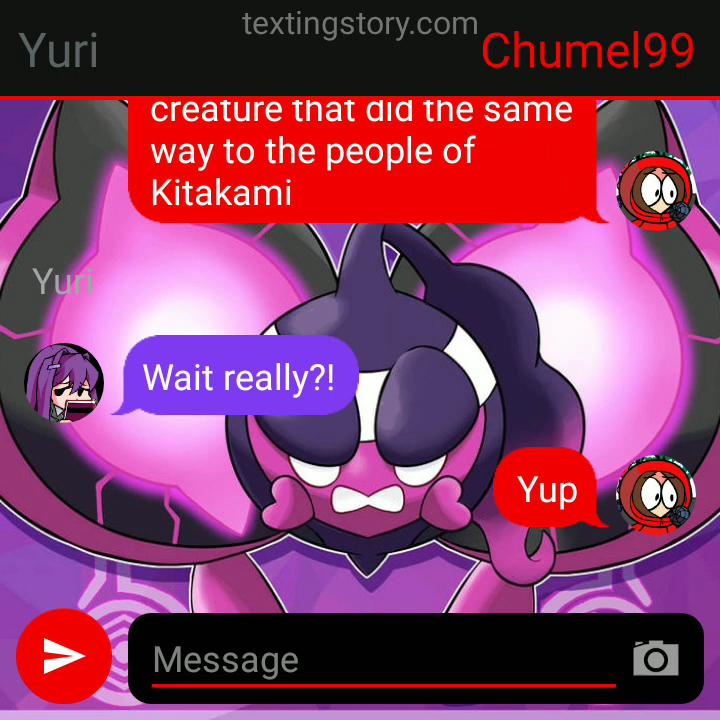 textingstory.com
Yuri
Chumel99
creature that did the same
way to the people of
Kitakami
Yuri
Wait really?!
Yup
Message